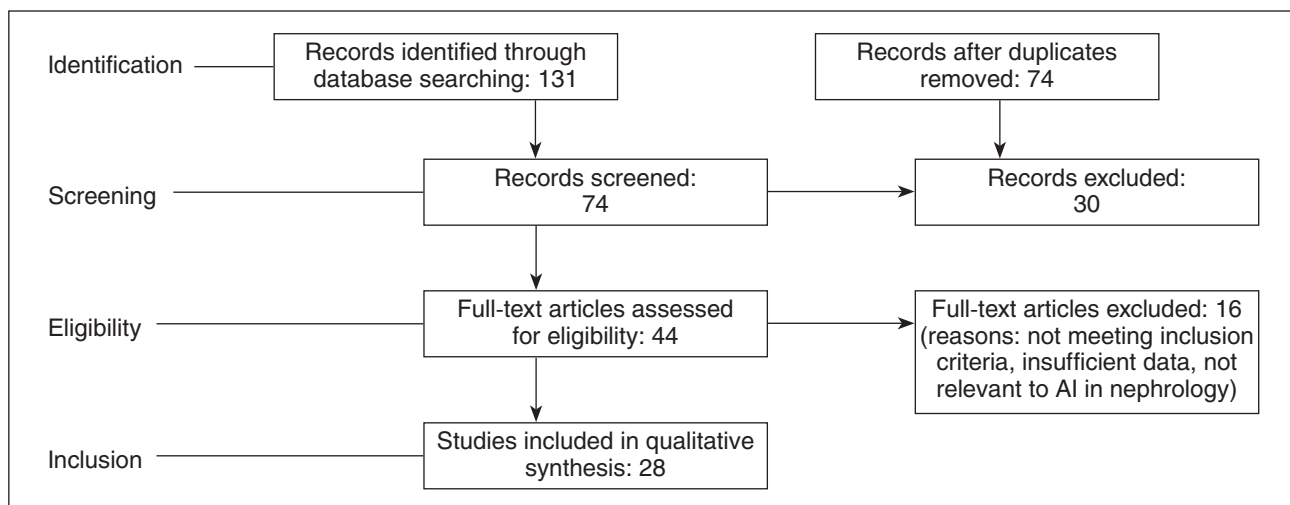 Identification
Records identified through
database searching: 131
Records after duplicates
removed: 74
Screening
Records screened:
74
Records excluded:
30
Eligibility
Full-text articles assessed
for eligibility: 44
Full-text articles excluded: 16
(reasons: not meeting inclusion
criteria, insufficient data, not
relevant to AI in nephrology)
Inclusion
Studies included in qualitative
synthesis: 28